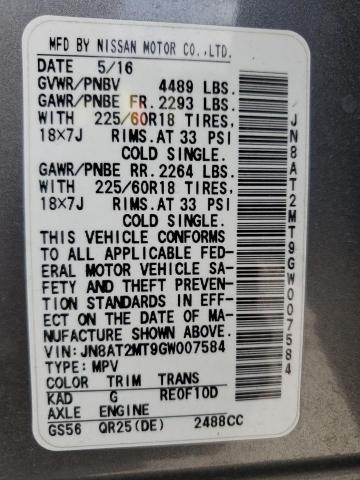 MFD BY NISSAN MOTOR CO.,LTD.
DATE 5/16
GVWR/PNBV 4489 LBS.
GAWR/PNBE FR. 2293 LBS.
WITH 225/60R18 TIRES,
18×7J RIMS.AT 33 PSI
COLD SINGLE.
GAWR/PNBE RR. 2264 LBS.
WITH 225/60R18 TIRES,
18×7J RIMS.AT 33 PSI
COLD SINGLE.
THIS VEHICLE CONFORMS
TO ALL APPLICABLE FED-
ERAL MOTOR VEHICLE SA-
FETY AND THEFT PREVEN-
TION STANDARDS IN EFF-
ECT ON THE DATE OF MA-
NUFACTURE SHOWN ABOVE.
VIN:JN8AT2MT9GW007584
TYPE:MPV
COLOR TRIM TRANS
KAD G RE0F10D
AXLE ENGINE
GS56 QR25(DE) 2488CC
JN8AT2MT9GW007584